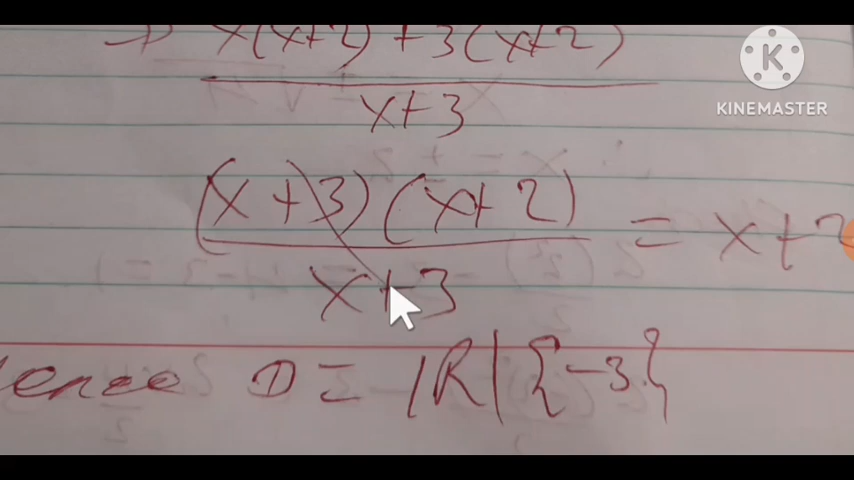 → x(x+2) + 3(x+2)
x+3
(x+3)(x+2) = x+2
x+3
Hence D = IR | {-3}
KINEMASTER